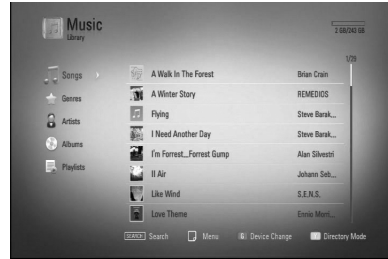 Music
Library
2 GB/243 GB
1/29
Songs
Genres
Artists
Albums
Playlists
A Walk In The Forest Brian Crain
A Winter Story REMEDIOS
Flying Steve Barak...
I Need Another Day Steve Barak...
I'm Forrest...Forrest Gump Alan Silvestri
II Air Johann Seb...
Like Wind S.E.N.S.
Love Theme Ennio Morri...
SEARCH Search Menu G Device Change Y Directory Mode